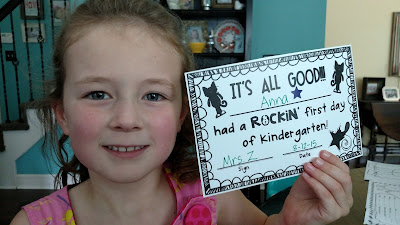 IT'S ALL GOOD!!
Anna
had a ROCKIN' first day
of Kindergarten!
Mrs. Z. 8-12-15
Sign Date